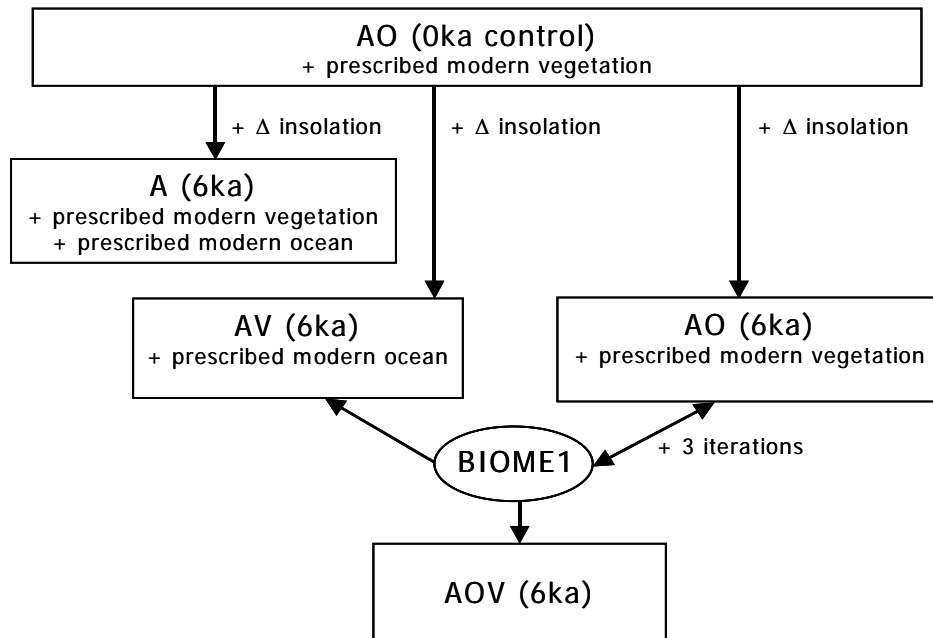 AO (0ka control)
+ prescribed modern vegetation
+ Δ insolation
+ Δ insolation
+ Δ insolation
A (6ka)
+ prescribed modern vegetation
+ prescribed modern ocean
AV (6ka)
+ prescribed modern ocean
AO (6ka)
+ prescribed modern vegetation
BIOME1
+ 3 iterations
AOV (6ka)